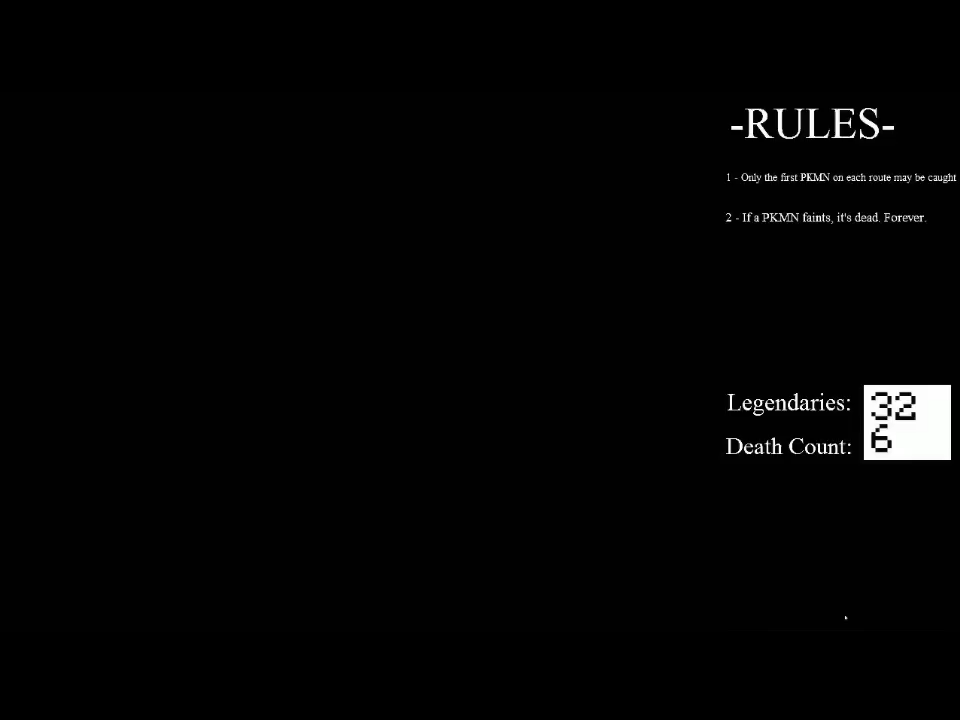 -RULES-
1 - Only the first PKMN on each route may be caught
2 - If a PKMN faints, it's dead. Forever.
Legendaries: 32
Death Count: 6